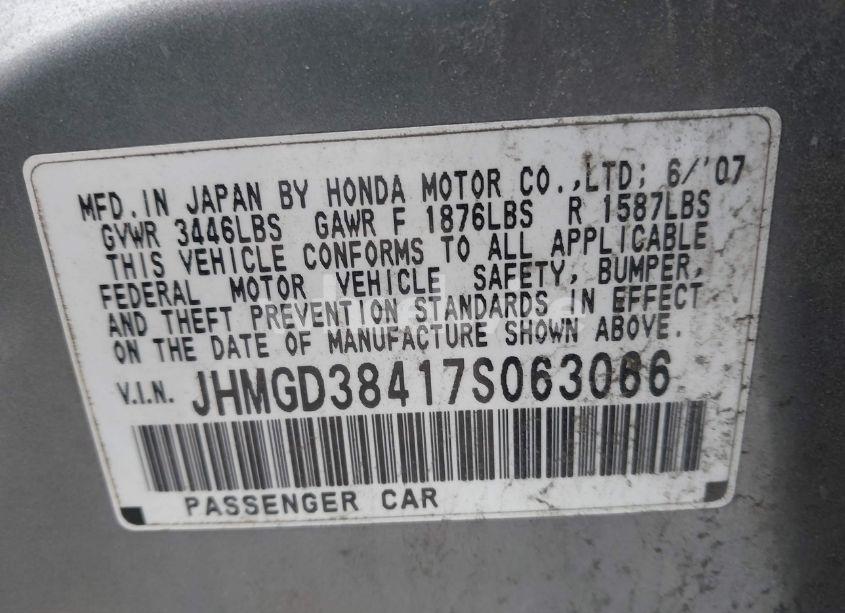 MFD. IN JAPAN BY HONDA MOTOR CO.,LTD; 6/'07
GVWR 3446LBS GAWR F 1876LBS R 1587LBS
THIS VEHICLE CONFORMS TO ALL APPLICABLE
FEDERAL MOTOR VEHICLE SAFETY, BUMPER,
AND THEFT PREVENTION STANDARDS IN EFFECT
ON THE DATE OF MANUFACTURE SHOWN ABOVE.
V.I.N. JHMGD38417S063066
PASSENGER CAR